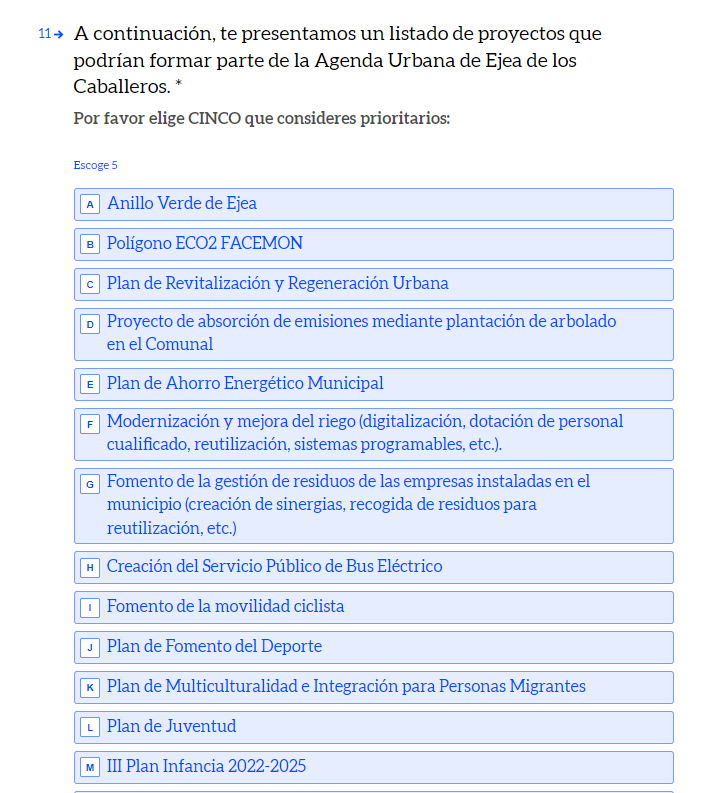 11→ A continuación, te presentamos un listado de proyectos que
podrían formar parte de la Agenda Urbana de Ejea de los
Caballeros. *
Por favor elige CINCO que consideres prioritarios:
Escoge 5
A Anillo Verde de Ejea
B Polígono ECO2 FACEMON
C Plan de Revitalización y Regeneración Urbana
D Proyecto de absorción de emisiones mediante plantación de arbolado
en el Comunal
E Plan de Ahorro Energético Municipal
F Modernización y mejora del riego (digitalización, dotación de personal
cualificado, reutilización, sistemas programables, etc.).
G Fomento de la gestión de residuos de las empresas instaladas en el
municipio (creación de sinergias, recogida de residuos para
reutilización, etc.)
H Creación del Servicio Público de Bus Eléctrico
I Fomento de la movilidad ciclista
J Plan de Fomento del Deporte
K Plan de Multiculturalidad e Integración para Personas Migrantes
L Plan de Juventud
M III Plan Infancia 2022-2025